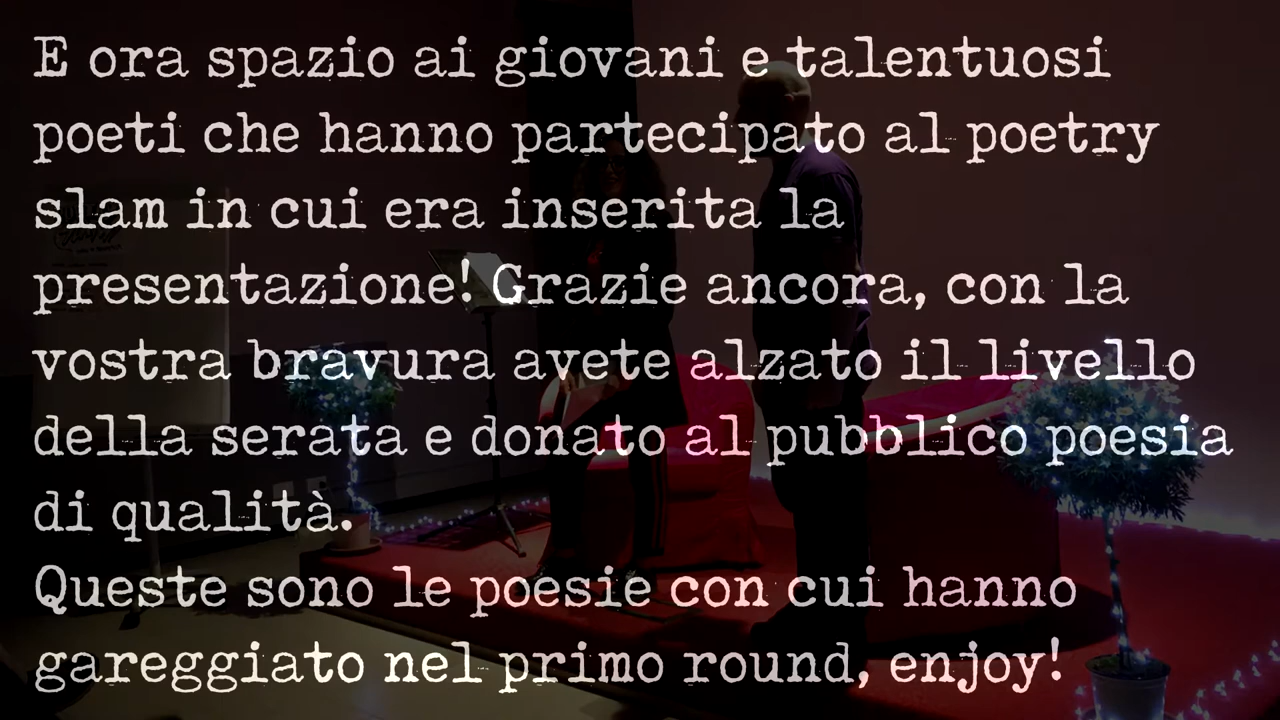 E ora spazio ai giovani e talentuosi
poeti che hanno partecipato al poetry
slam in cui era inserita la
presentazione! Grazie ancora, con la
vostra bravura avete alzato il livello
della serata e donato al pubblico poesia
di qualità.
Queste sono le poesie con cui hanno
gareggiato nel primo round, enjoy!